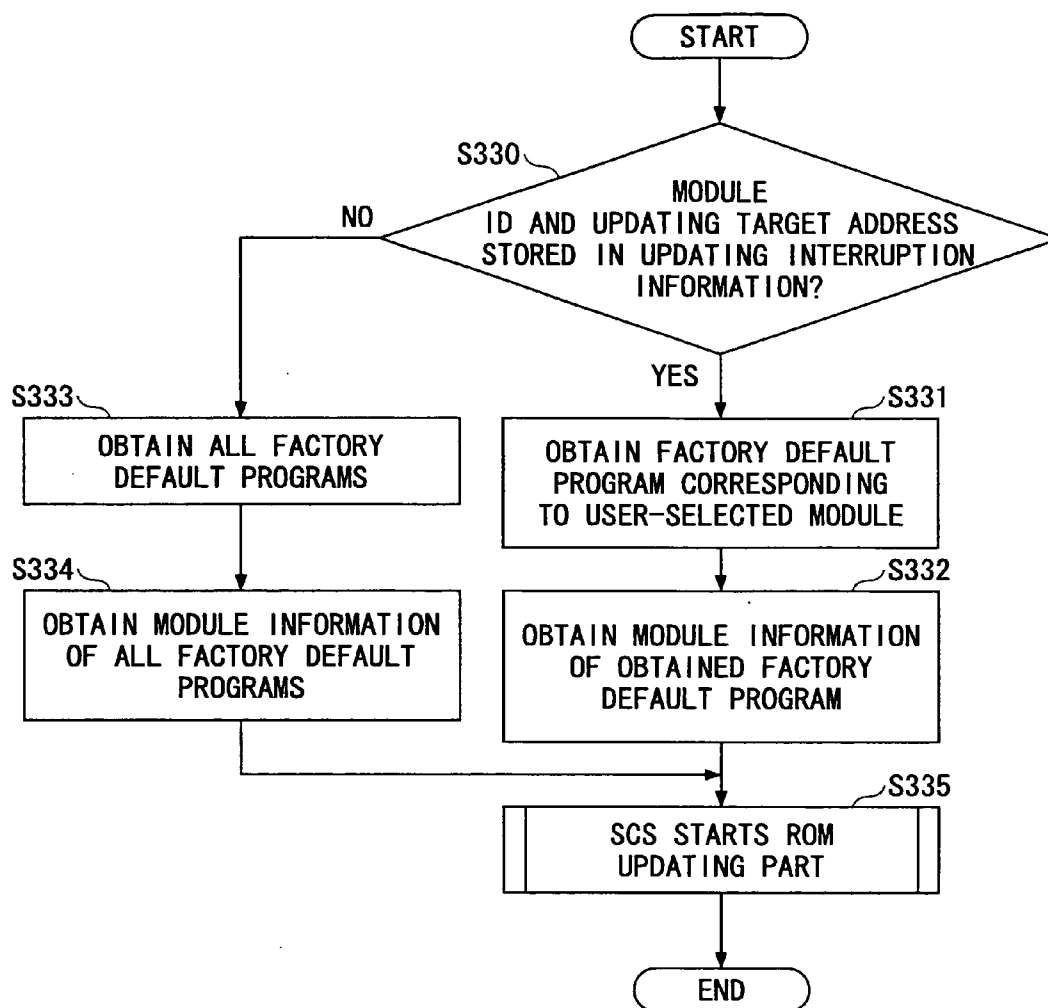 START
S330
MODULE
ID AND UPDATING TARGET ADDRESS
STORED IN UPDATING INTERRUPTION
INFORMATION?
NO
YES
S333
OBTAIN ALL FACTORY
DEFAULT PROGRAMS
S331
OBTAIN FACTORY DEFAULT
PROGRAM CORRESPONDING
TO USER-SELECTED MODULE
S334
OBTAIN MODULE INFORMATION
OF ALL FACTORY DEFAULT
PROGRAMS
S332
OBTAIN MODULE INFORMATION
OF OBTAINED FACTORY
DEFAULT PROGRAM
S335
SCS STARTS ROM
UPDATING PART
END